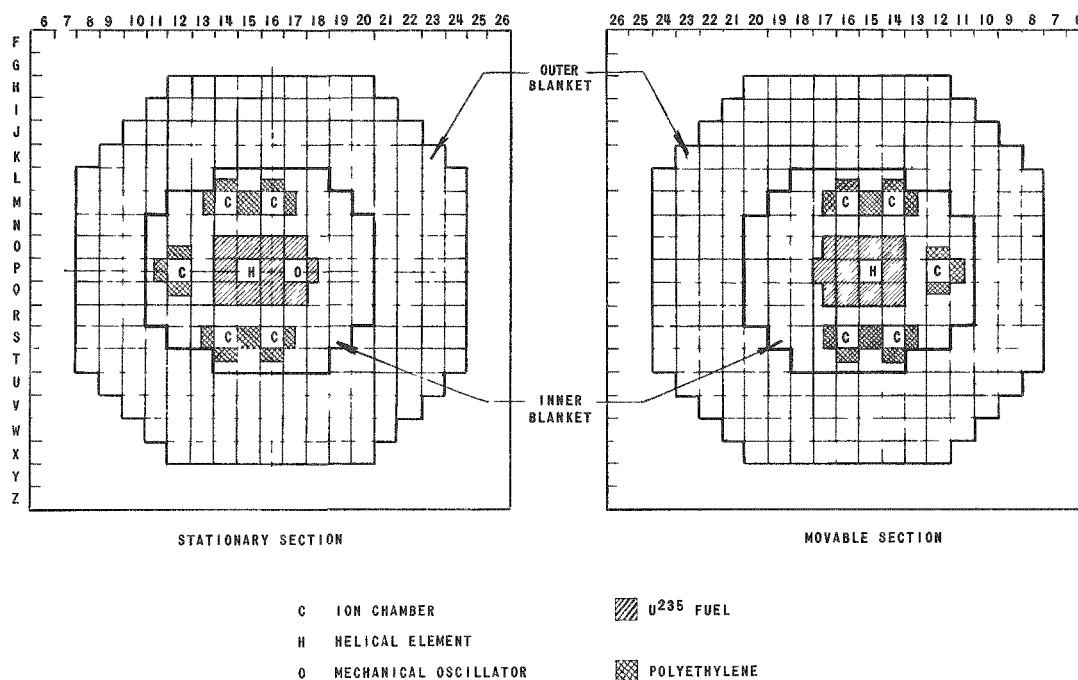 6 7 8 9 10 11 12 13 14 15 16 17 18 19 20 21 22 23 24 25 26
26 25 24 23 22 21 20 19 18 17 16 15 14 13 12 11 10 9 8 7 6
F
G
H
I
J
K
L
M
N
O
P
Q
R
S
T
U
V
W
X
Y
Z
OUTER
BLANKET
C C
C C
C H O
H C
C C
C C
INNER
BLANKET
STATIONARY SECTION
MOVABLE SECTION
C ION CHAMBER
H HELICAL ELEMENT
O MECHANICAL OSCILLATOR
U235 FUEL
POLYETHYLENE